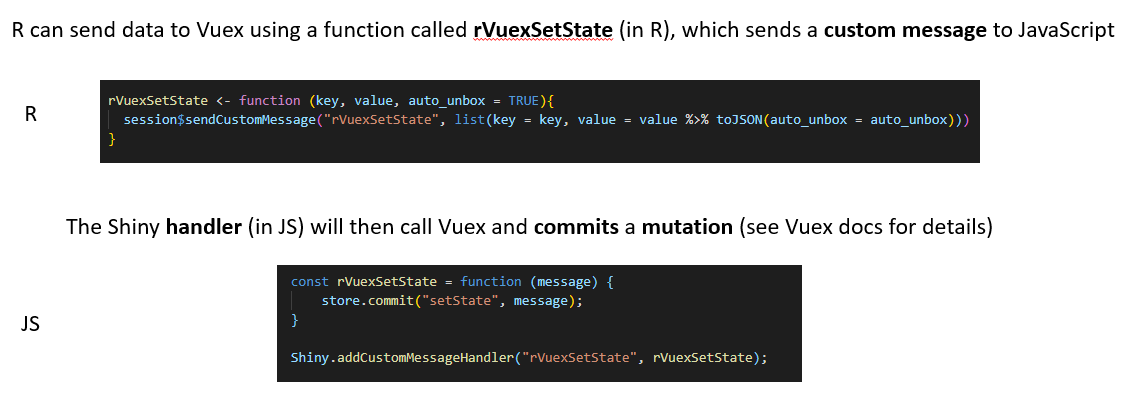 R can send data to Vuex using a function called rVuexSetState (in R), which sends a custom message to JavaScript
R
rVuexSetState <- function (key, value, auto_unbox = TRUE){
session$sendCustomMessage("rVuexSetState", list(key = key, value = value %>% toJSON(auto_unbox = auto_unbox)))
}
The Shiny handler (in JS) will then call Vuex and commits a mutation (see Vuex docs for details)
JS
const rVuexSetState = function (message) {
store.commit("setState", message);
}
Shiny.addCustomMessageHandler("rVuexSetState", rVuexSetState);